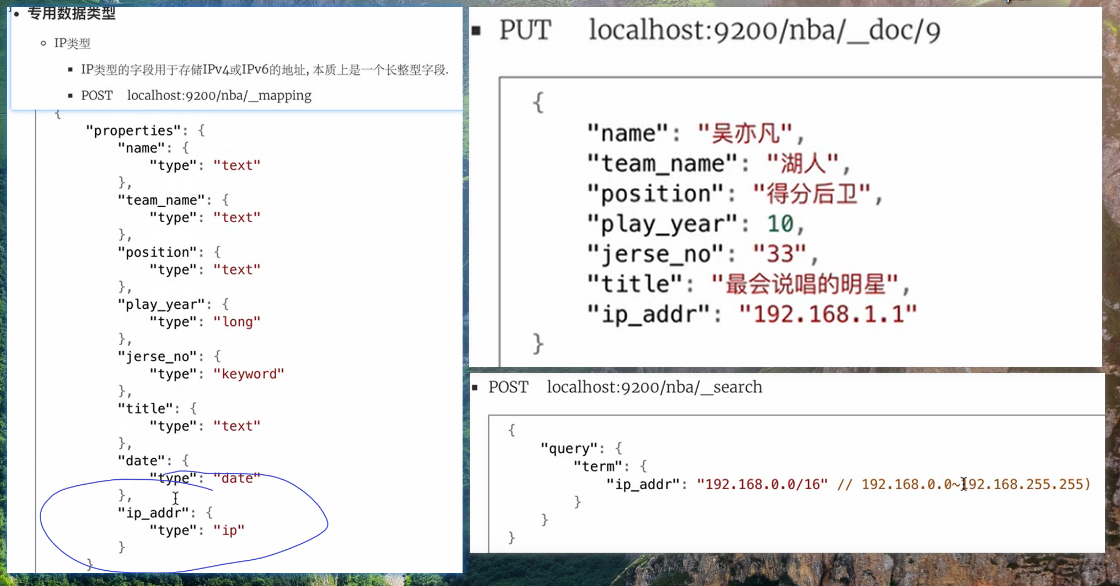 专用数据类型
IP类型
IP类型的字段用于存储IPv4或IPv6的地址, 本质上是一个长整型字段.
POST localhost:9200/nba/_mapping
{
"properties": {
"name": {
"type": "text"
},
"team_name": {
"type": "text"
},
"position": {
"type": "text"
},
"play_year": {
"type": "long"
},
"jerse_no": {
"type": "keyword"
},
"title": {
"type": "text"
},
"date": {
"type": "date"
},
"ip_addr": {
"type": "ip"
}
}
PUT localhost:9200/nba/_doc/9
{
"name": "吴亦凡",
"team_name": "湖人",
"position": "得分后卫",
"play_year": 10,
"jerse_no": "33",
"title": "最会说唱的明星",
"ip_addr": "192.168.1.1"
}
POST localhost:9200/nba/_search
{
"query": {
"term": {
"ip_addr": "192.168.0.0/16" // 192.168.0.0~192.168.255.255)
}
}
}